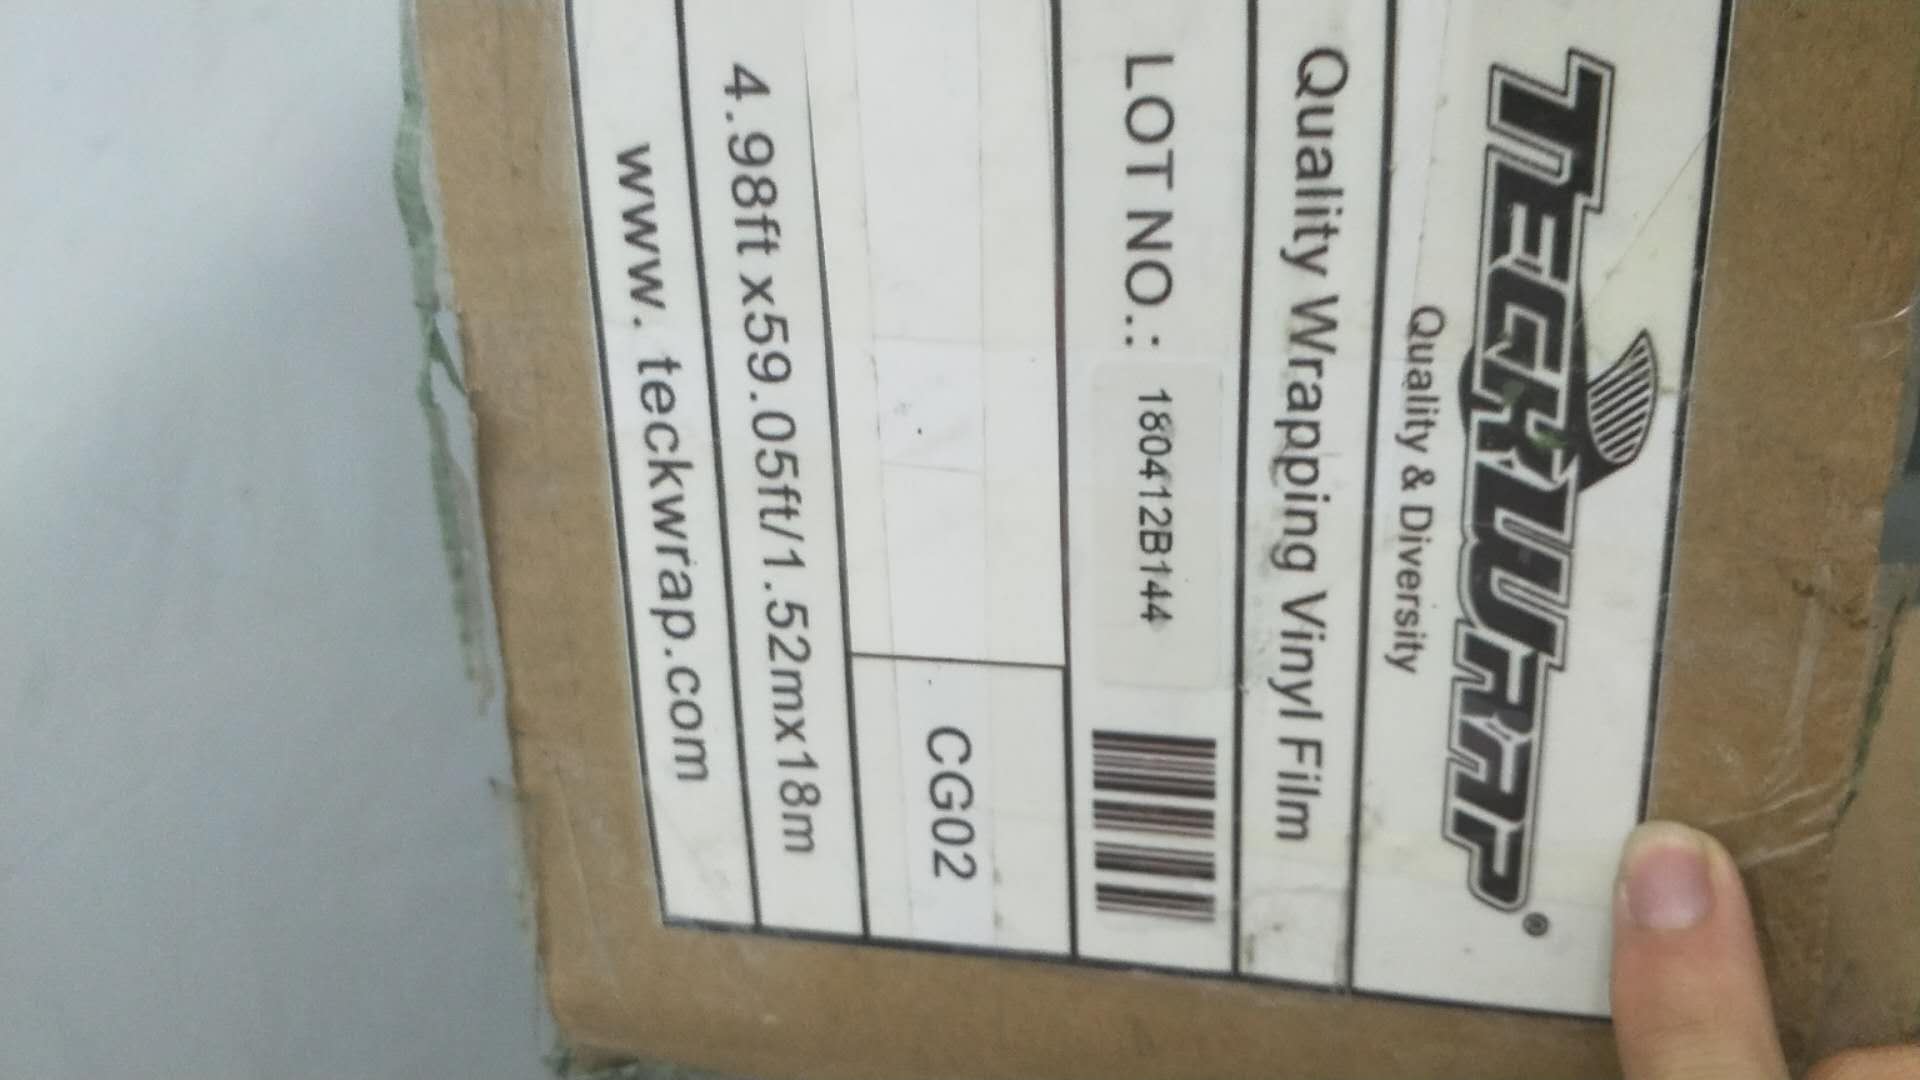 TECKWRAP®
Quality & Diversity
Quality Wrapping Vinyl Film
LOT NO.: 180412B144
CG02
4.98ft x59.05ft/1.52mx18m
www. teckwrap.com